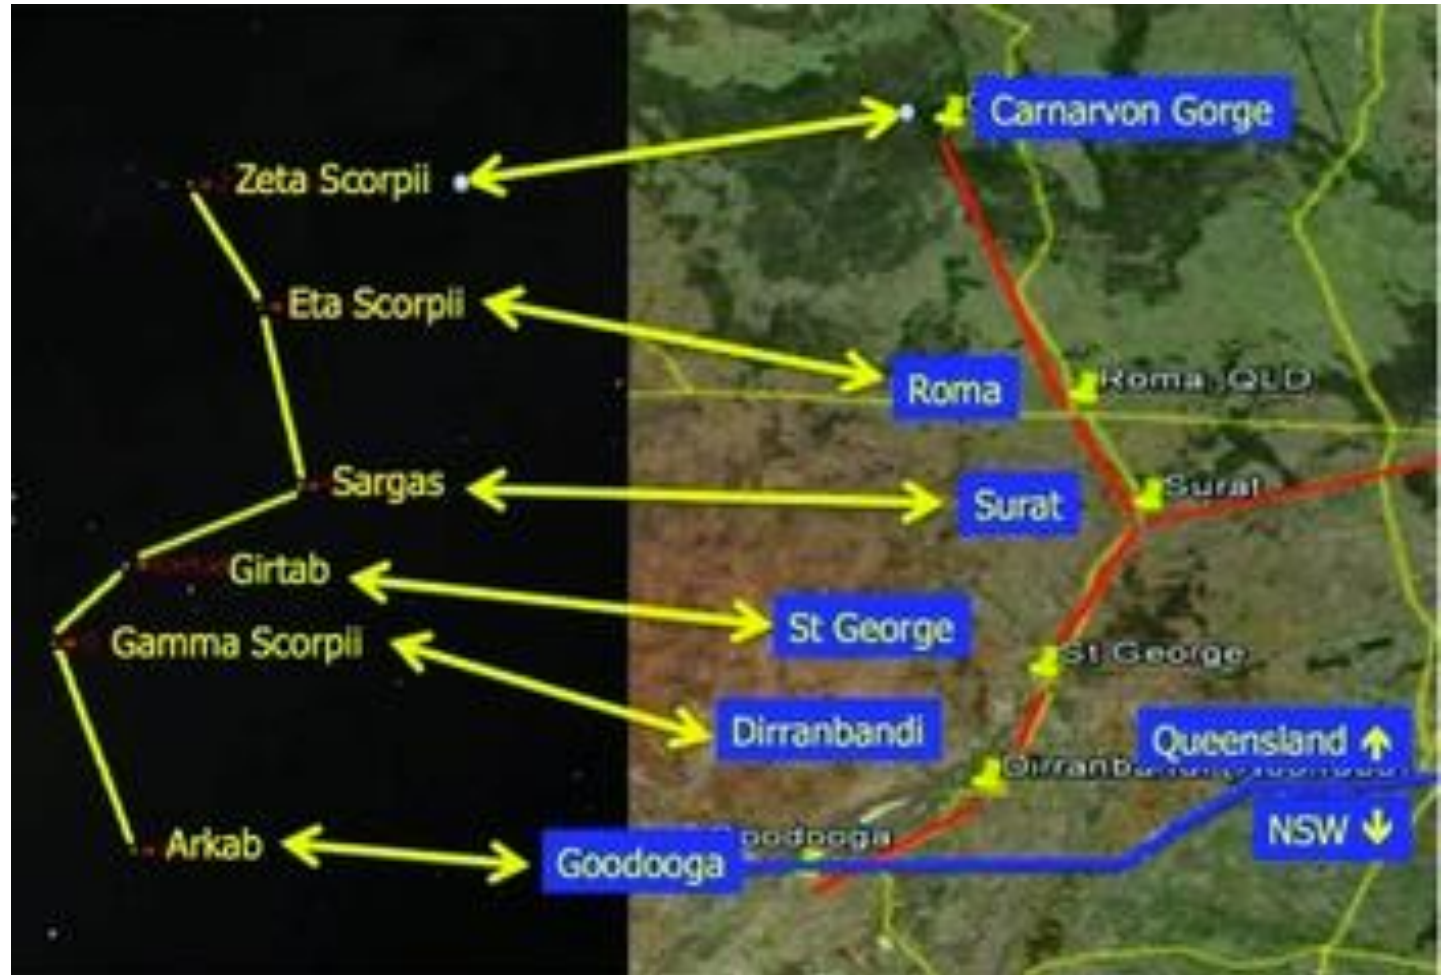 Carnarvon Gorge
Zeta Scorpii
Eta Scorpii
Roma
Roma, QLD
Sargas
Surat
Surat
Girtab
St George
St George
Gamma Scorpii
Dirranbandi
Queensland
NSW
Arkab
Goodooga